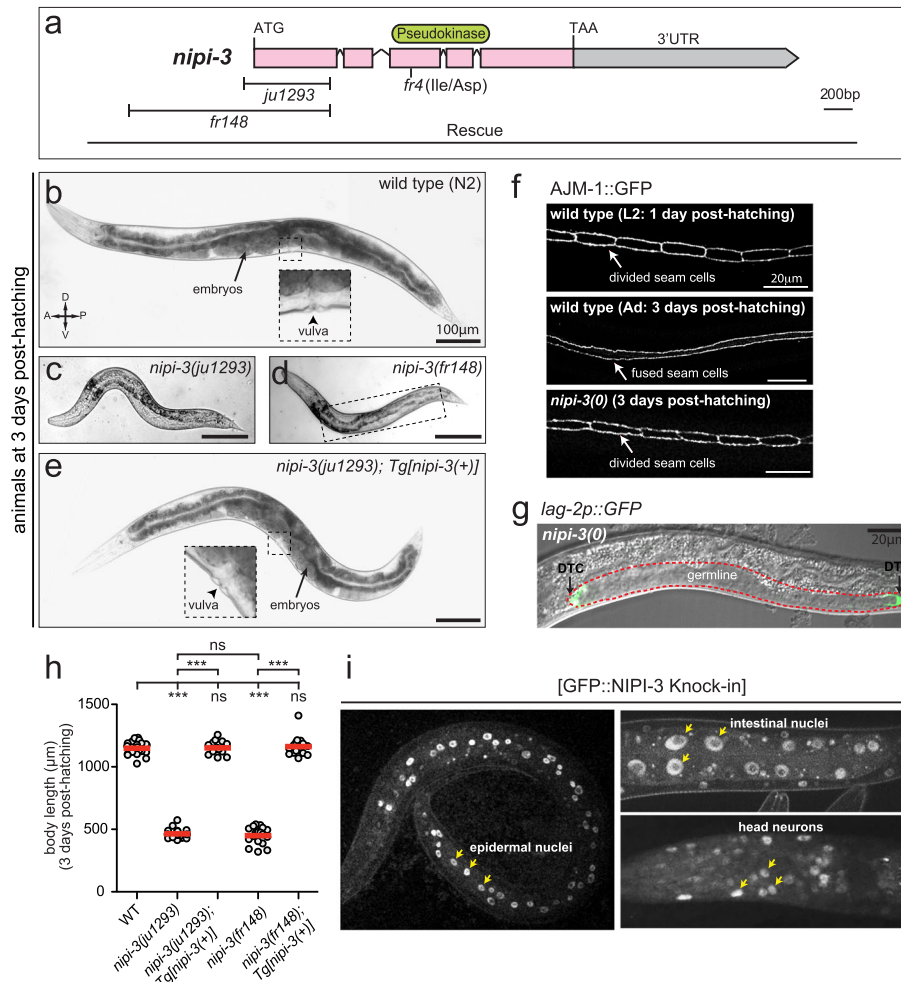 a
ATG
Pseudokinase
TAA
3'UTR
nipi-3
fr4(Ile/Asp)
ju1293
200bp
fr148
Rescue
animals at 3 days post-hatching
b
wild type (N2)
embryos
D
A
P
V
vulva
100µm
c
nipi-3(ju1293)
d
nipi-3(fr148)
e
nipi-3(ju1293); Tg[nipi-3(+)]
vulva
embryos
f
AJM-1::GFP
wild type (L2: 1 day post-hatching)
divided seam cells
20µm
wild type (Ad: 3 days post-hatching)
fused seam cells
nipi-3(0) (3 days post-hatching)
divided seam cells
g
lag-2p::GFP
nipi-3(0)
20µm
DTC
germline
DT
h
ns
***
***
***
ns
***
ns
1500
1000
500
0
body length (µm)
(3 days post-hatching)
WT
nipi-3(ju1293)
nipi-3(ju1293);
Tg[nipi-3(+)]
nipi-3(fr148)
nipi-3(fr148);
Tg[nipi-3(+)]
i
[GFP::NIPI-3 Knock-in]
epidermal nuclei
intestinal nuclei
head neurons